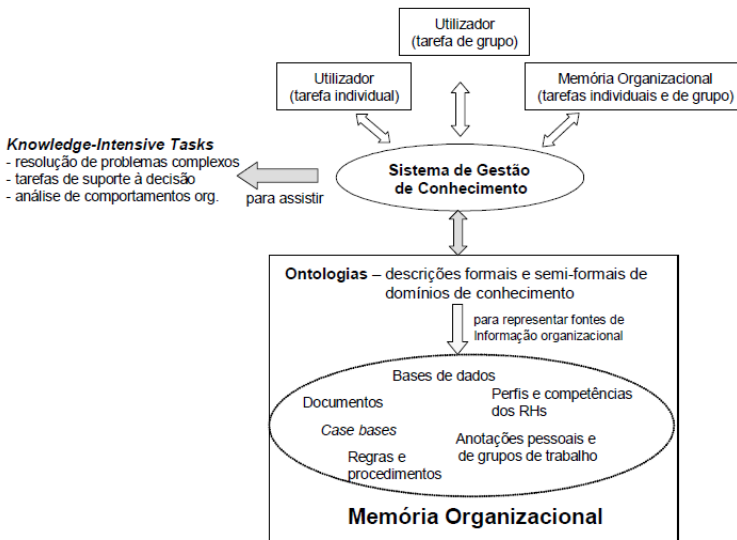 Utilizador
(tarefa de grupo)
Utilizador
(tarefa individual)
Memória Organizacional
(tarefas individuais e de grupo)
Knowledge-Intensive Tasks
- resolução de problemas complexos
- tarefas de suporte à decisão
- análise de comportamentos org.
para assistir
Sistema de Gestão
de Conhecimento
Ontologias – descrições formais e semi-formais de
domínios de conhecimento
para representar fontes de
Informação organizacional
Bases de dados
Documentos
Perfis e competências
dos RHs
Case bases
Anotações pessoais e
de grupos de trabalho
Regras e
procedimentos
Memória Organizacional